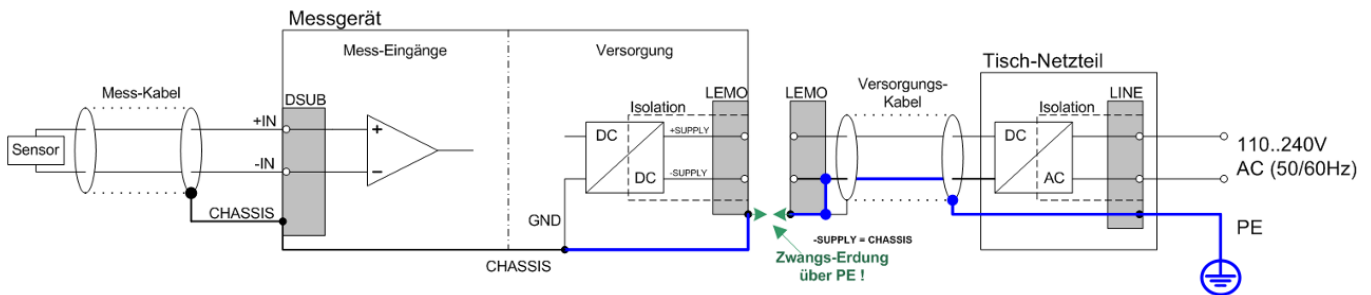 Messgerät
Mess-Eingänge
Versorgung
Tisch-Netzteil
Mess-Kabel
DSUB
LEMO
LEMO
Versorgungs-
Kabel
LINE
Isolation
Isolation
+IN
+
DC
+SUPPLY
DC
Sensor
110..240V
AC (50/60Hz)
-IN
−
DC
-SUPPLY
AC
CHASSIS
GND
PE
-SUPPLY = CHASSIS
CHASSIS
Zwangs-Erdung
über PE !